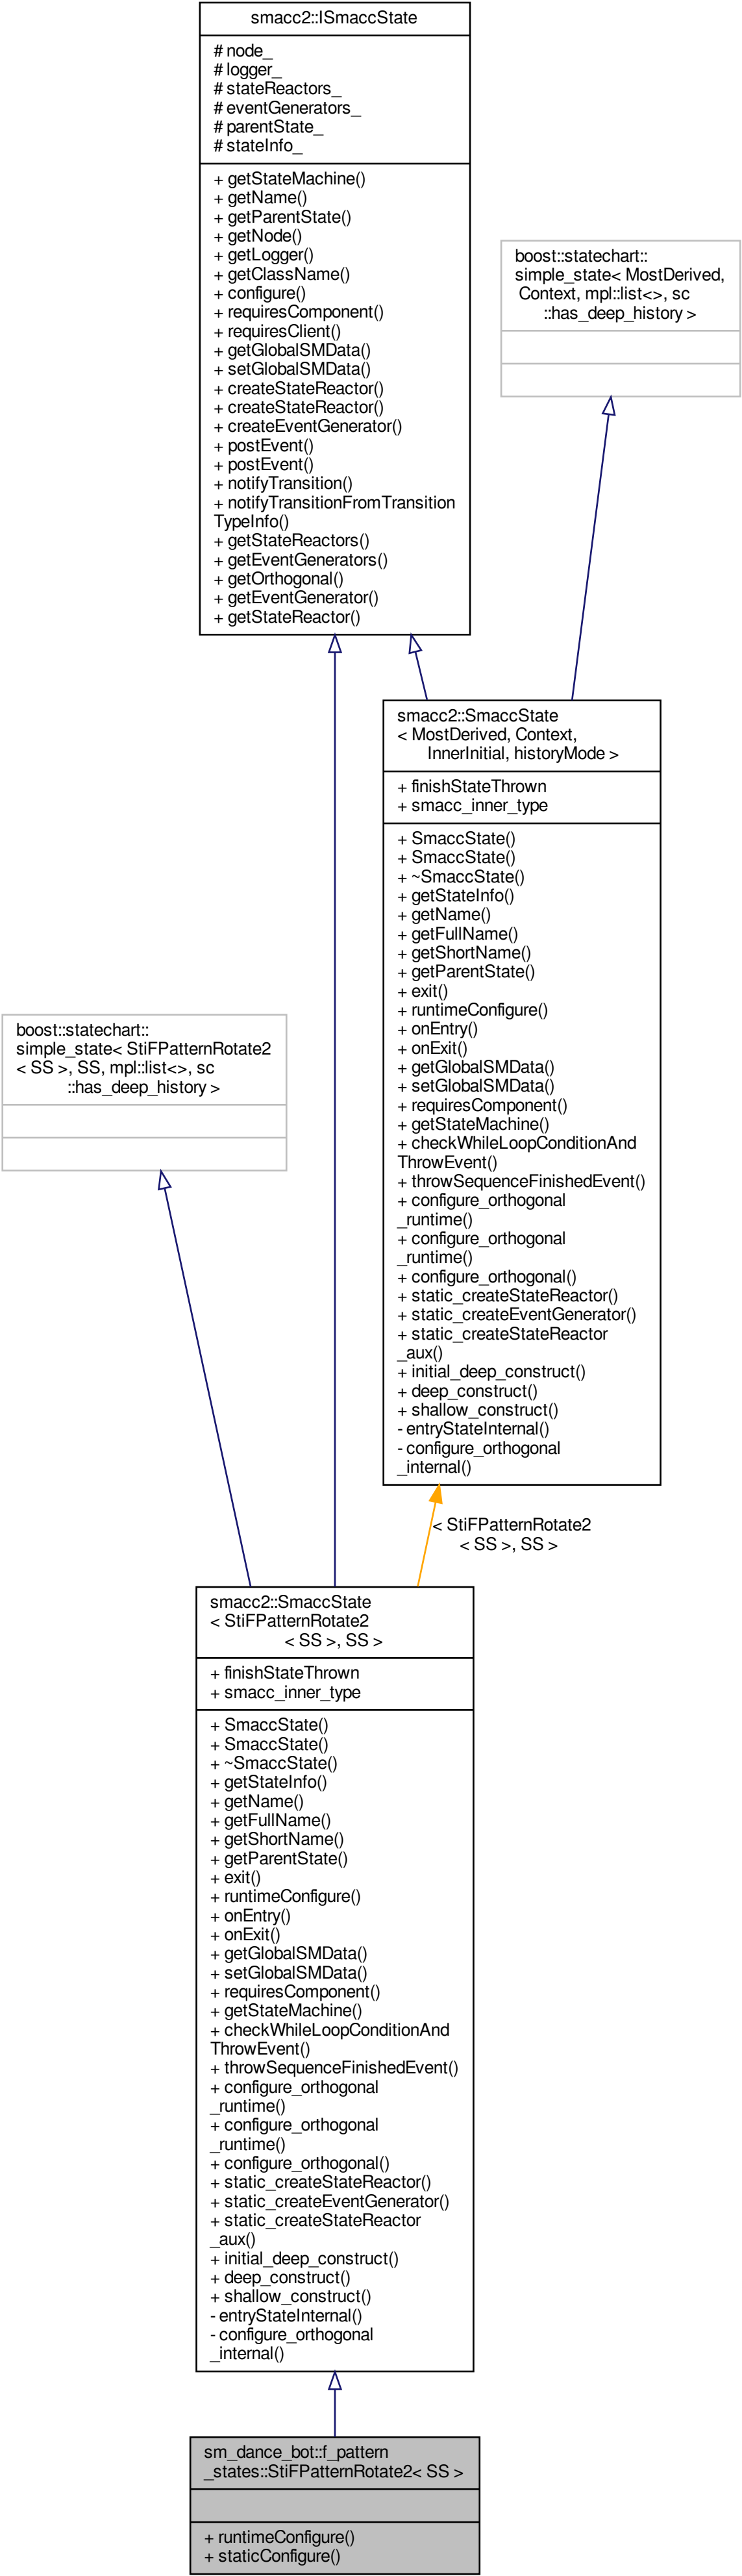 smacc2::ISmaccState
# node_
# logger_
# stateReactors_
# eventGenerators_
# parentState_
# stateInfo_
+ getStateMachine()
+ getName()
+ getParentState()
+ getNode()
+ getLogger()
+ getClassName()
+ configure()
+ requiresComponent()
+ requiresClient()
+ getGlobalSMData()
+ setGlobalSMData()
+ createStateReactor()
+ createStateReactor()
+ createEventGenerator()
+ postEvent()
+ postEvent()
+ notifyTransition()
+ notifyTransitionFromTransition
TypeInfo()
+ getStateReactors()
+ getEventGenerators()
+ getOrthogonal()
+ getEventGenerator()
+ getStateReactor()
boost::statechart::
simple_state< MostDerived,
Context, mpl::list<>, sc
::has_deep_history >
smacc2::SmaccState
< MostDerived, Context,
InnerInitial, historyMode >
+ finishStateThrown
+ smacc_inner_type
+ SmaccState()
+ SmaccState()
+ ~SmaccState()
+ getStateInfo()
+ getName()
+ getFullName()
+ getShortName()
+ getParentState()
+ exit()
+ runtimeConfigure()
+ onEntry()
+ onExit()
+ getGlobalSMData()
+ setGlobalSMData()
+ requiresComponent()
+ getStateMachine()
+ checkWhileLoopConditionAnd
ThrowEvent()
+ throwSequenceFinishedEvent()
+ configure_orthogonal
_runtime()
+ configure_orthogonal
_runtime()
+ configure_orthogonal()
+ static_createStateReactor()
+ static_createEventGenerator()
+ static_createStateReactor
_aux()
+ initial_deep_construct()
+ deep_construct()
+ shallow_construct()
- entryStateInternal()
- configure_orthogonal
_internal()
boost::statechart::
simple_state< StiFPatternRotate2
< SS >, SS, mpl::list<>, sc
::has_deep_history >
< StiFPatternRotate2
< SS >, SS >
smacc2::SmaccState
< StiFPatternRotate2
< SS >, SS >
+ finishStateThrown
+ smacc_inner_type
+ SmaccState()
+ SmaccState()
+ ~SmaccState()
+ getStateInfo()
+ getName()
+ getFullName()
+ getShortName()
+ getParentState()
+ exit()
+ runtimeConfigure()
+ onEntry()
+ onExit()
+ getGlobalSMData()
+ setGlobalSMData()
+ requiresComponent()
+ getStateMachine()
+ checkWhileLoopConditionAnd
ThrowEvent()
+ throwSequenceFinishedEvent()
+ configure_orthogonal
_runtime()
+ configure_orthogonal
_runtime()
+ configure_orthogonal()
+ static_createStateReactor()
+ static_createEventGenerator()
+ static_createStateReactor
_aux()
+ initial_deep_construct()
+ deep_construct()
+ shallow_construct()
- entryStateInternal()
- configure_orthogonal
_internal()
sm_dance_bot::f_pattern
_states::StiFPatternRotate2< SS >
+ runtimeConfigure()
+ staticConfigure()